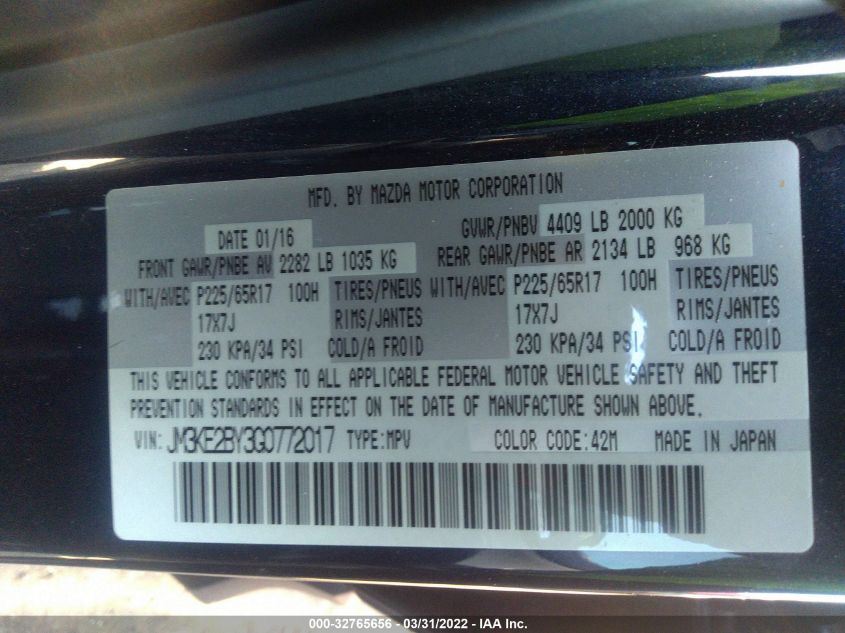 MFD. BY MAZDA MOTOR CORPORATION
DATE 01/16 GVWR/PNBV 4409 LB 2000 KG
FRONT GAWR/PNBE AV 2282 LB 1035 KG REAR GAWR/PNBE AR 2134 LB 968 KG
WITH/AVEC P225/65R17 100H TIRES/PNEUS WITH/AVEC P225/65R17 100H TIRES/PNEUS
17X7J RIMS/JANTES 17X7J RIMS/JANTES
230 KPA/34 PSI COLD/A FROID 230 KPA/34 PSI COLD/A FROID
THIS VEHICLE CONFORMS TO ALL APPLICABLE FEDERAL MOTOR VEHICLE SAFETY AND THEFT
PREVENTION STANDARDS IN EFFECT ON THE DATE OF MANUFACTURE SHOWN ABOVE.
VIN: JM3KE2BY3G0772017 TYPE:MPV COLOR CODE:42M MADE IN JAPAN
000-32765656 - 03/31/2022 - IAA Inc.